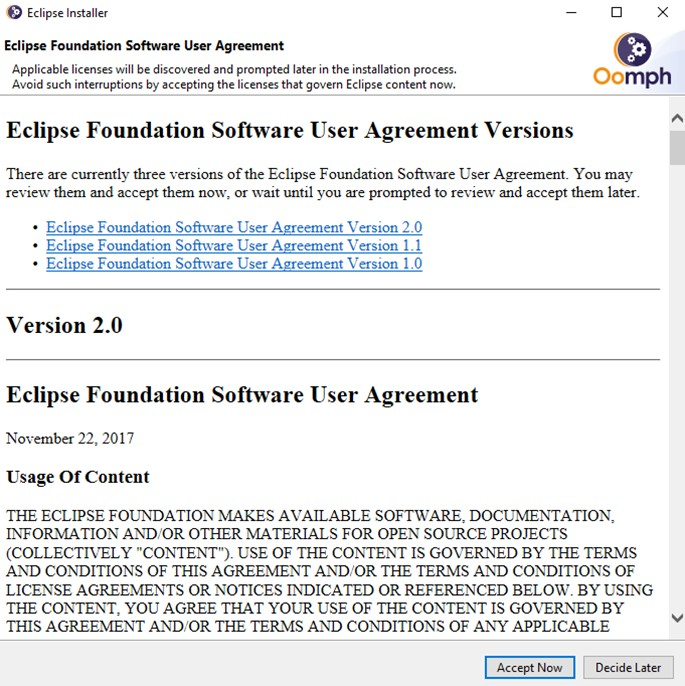 Eclipse Installer
Eclipse Foundation Software User Agreement
Applicable licenses will be discovered and prompted later in the installation process.
Avoid such interruptions by accepting the licenses that govern Eclipse content now.
Oomph
Eclipse Foundation Software User Agreement Versions
There are currently three versions of the Eclipse Foundation Software User Agreement. You may
review them and accept them now, or wait until you are prompted to review and accept them later.
• Eclipse Foundation Software User Agreement Version 2.0
• Eclipse Foundation Software User Agreement Version 1.1
• Eclipse Foundation Software User Agreement Version 1.0
Version 2.0
Eclipse Foundation Software User Agreement
November 22, 2017
Usage Of Content
THE ECLIPSE FOUNDATION MAKES AVAILABLE SOFTWARE, DOCUMENTATION,
INFORMATION AND/OR OTHER MATERIALS FOR OPEN SOURCE PROJECTS
(COLLECTIVELY "CONTENT"). USE OF THE CONTENT IS GOVERNED BY THE TERMS
AND CONDITIONS OF THIS AGREEMENT AND/OR THE TERMS AND CONDITIONS OF
LICENSE AGREEMENTS OR NOTICES INDICATED OR REFERENCED BELOW. BY USING
THE CONTENT, YOU AGREE THAT YOUR USE OF THE CONTENT IS GOVERNED BY
THIS AGREEMENT AND/OR THE TERMS AND CONDITIONS OF ANY APPLICABLE
Accept Now
Decide Later